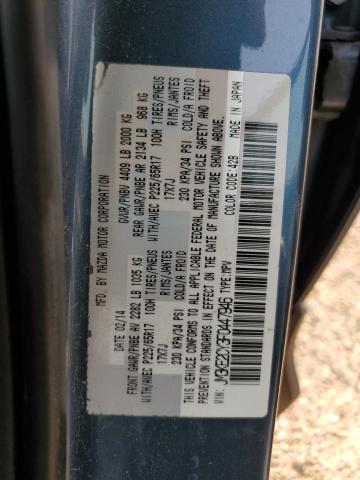 MFD. BY
MAZDA MOTOR CORPORATION
DATE: 02/14
GVWR/PNBV 4409 LB 2000 KG
FRONT GAWR/PNBE AV 2282 LB 1035 KG
REAR GAWR/PNBE AR 2134 LB 968 KG
WITH/AVEC P225/65R17 100H TIRES/PNEUS
WITH/AVEC P225/65R17 100H TIRES/PNEUS
17X7J RIMS/JANTES
17X7J RIMS/JANTES
230 KPA/34 PSI COLD/A FROID
230 KPA/34 PSI COLD/A FROID
THIS VEHICLE CONFORMS TO ALL APPLICABLE FEDERAL MOTOR VEHICLE SAFETY AND THEFT
PREVENTION STANDARDS IN EFFECT ON THE DATE OF MANUFACTURE SHOWN ABOVE.
TYPE:MPV
COLOR CODE:42B
MADE IN JAPAN